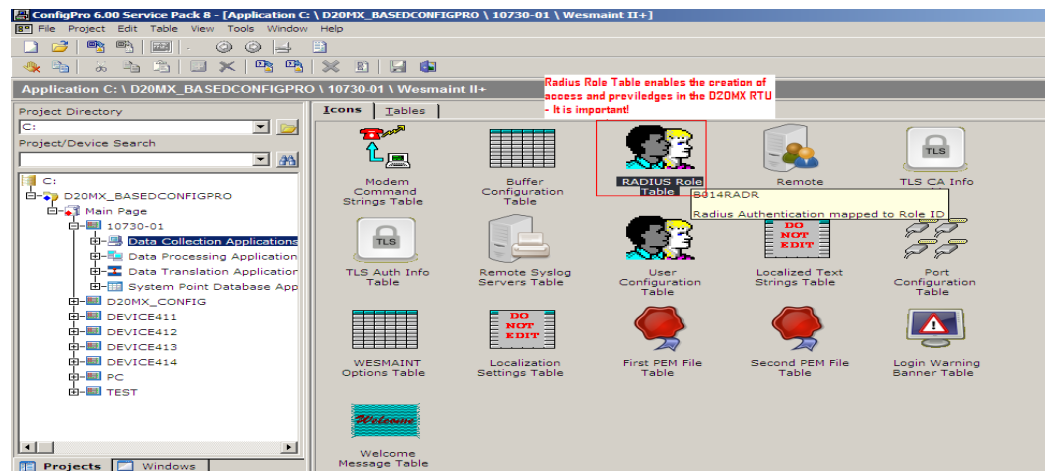 ConfigPro 6.00 Service Pack 8 - [Application C: \ D20MX_BASEDCONFIGPRO \ 10730-01 \ Wesmaint II+]
File Project Edit Table View Tools Window Help
Application C: \ D20MX_BASEDCONFIGPRO \ 10730-01 \ Wesmaint II+
Radius Role Table enables the creation of
access and previledges in the D20MX RTU
- It is important!
Project Directory
C:
Project/Device Search
C:
D20MX_BASEDCONFIGPRO
Main Page
10730-01
Data Collection Applications
Data Processing Application
Data Translation Application
System Point Database App
D20MX_CONFIG
DEVICE411
DEVICE412
DEVICE413
DEVICE414
PC
TEST
Projects Windows
Icons Tables
Modem
Command
Strings Table
Buffer
Configuration
Table
RADIUS Role
Table
Remote
TLS
TLS CA Info
B014RADR
Radius Authentication mapped to Role ID
TLS
TLS Auth Info
Table
Remote Syslog
Servers Table
User
Configuration
Table
DO
NOT
EDIT
Localized Text
Strings Table
Port
Configuration
Table
WESMAINT
Options Table
DO
NOT
EDIT
Localization
Settings Table
First PEM File
Table
Second PEM File
Table
Login Warning
Banner Table
Welcome
Welcome
Message Table